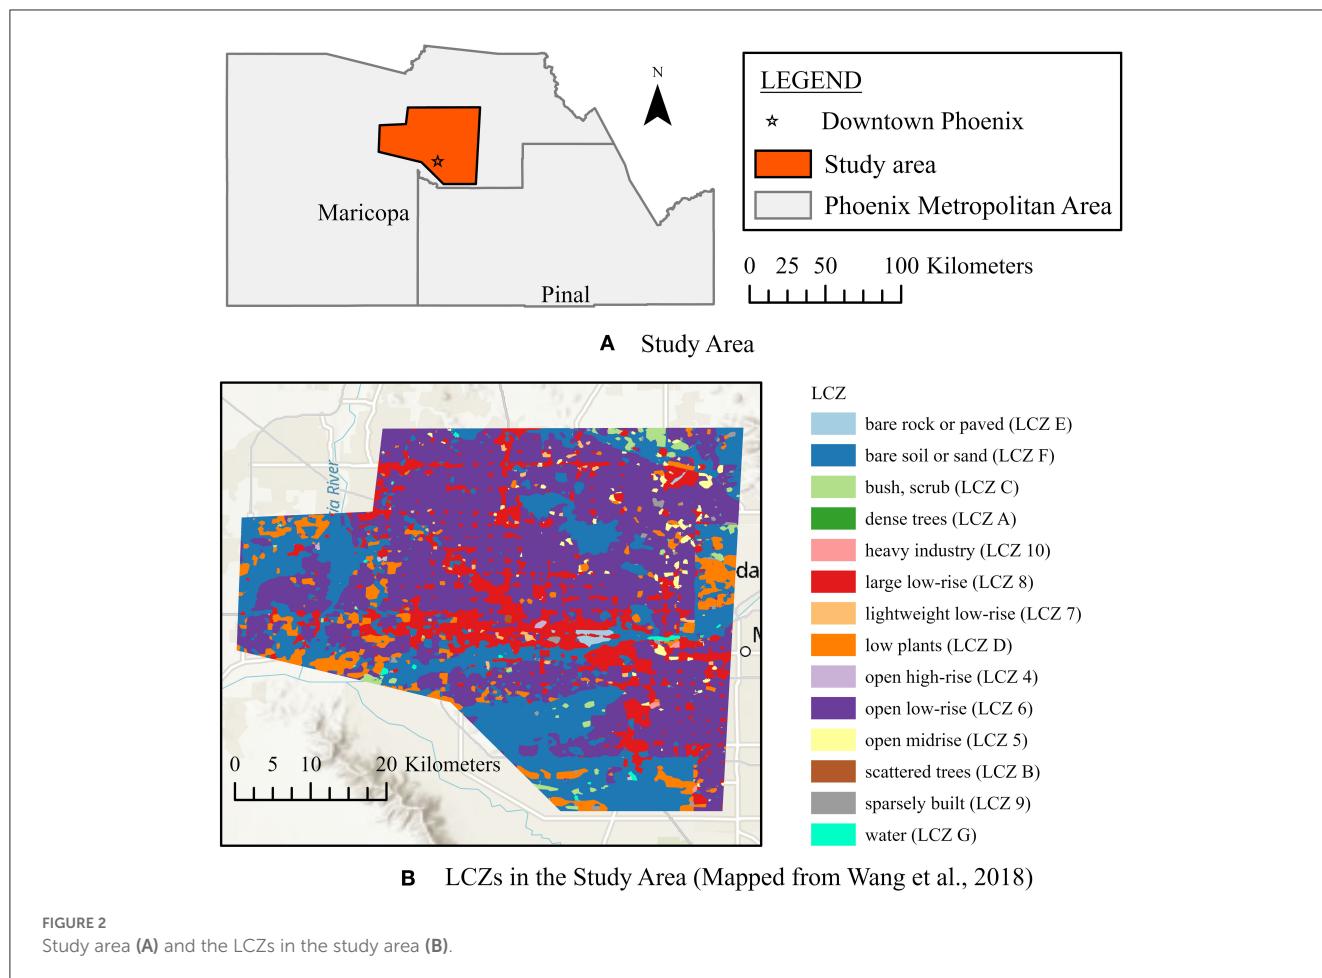 N
LEGEND
Downtown Phoenix
Study area
Phoenix Metropolitan Area
Maricopa
Pinal
0 25 50 100 Kilometers
A Study Area
LCZ
bare rock or paved (LCZ E)
bare soil or sand (LCZ F)
bush, scrub (LCZ C)
dense trees (LCZ A)
heavy industry (LCZ 10)
large low-rise (LCZ 8)
lightweight low-rise (LCZ 7)
low plants (LCZ D)
open high-rise (LCZ 4)
open low-rise (LCZ 6)
open midrise (LCZ 5)
scattered trees (LCZ B)
sparsely built (LCZ 9)
water (LCZ G)
ria River
da
M
0 5 10 20 Kilometers
B LCZs in the Study Area (Mapped from Wang et al., 2018)
FIGURE 2
Study area (A) and the LCZs in the study area (B).